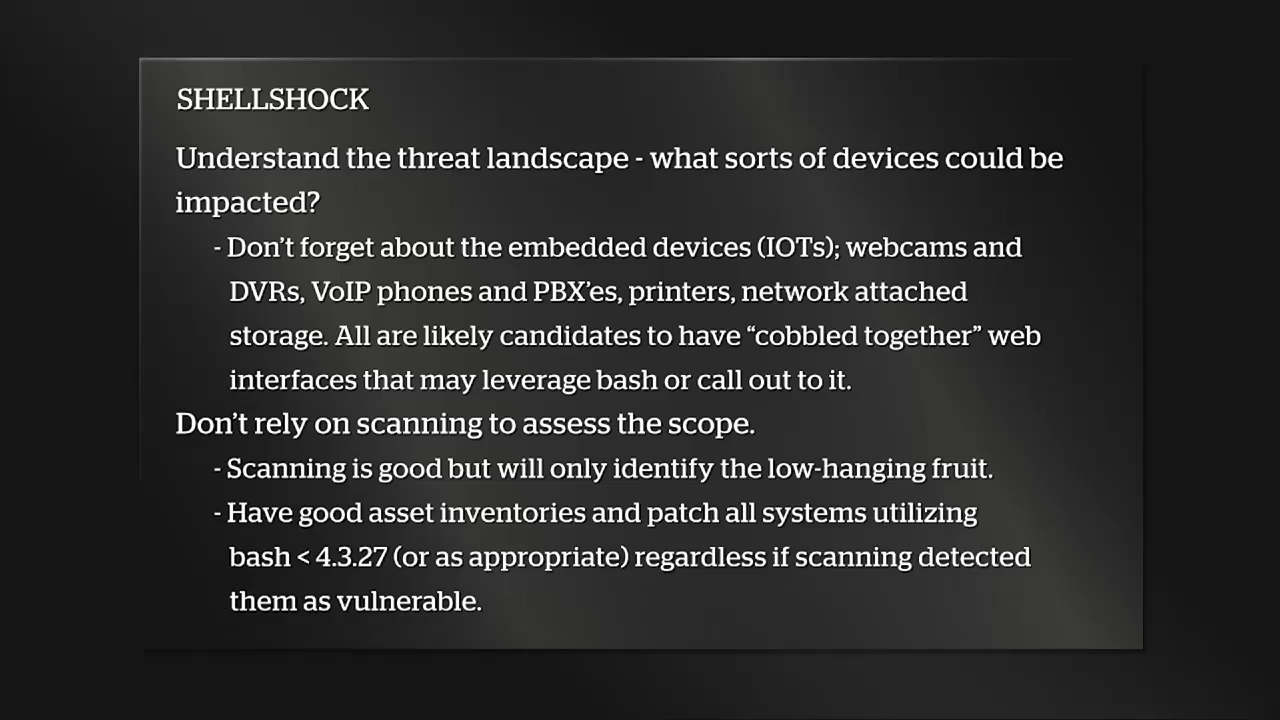 SHELLSHOCK
Understand the threat landscape - what sorts of devices could be
impacted?
- Don’t forget about the embedded devices (IOTs); webcams and
DVRs, VoIP phones and PBX’es, printers, network attached
storage. All are likely candidates to have “cobbled together” web
interfaces that may leverage bash or call out to it.
Don’t rely on scanning to assess the scope.
- Scanning is good but will only identify the low-hanging fruit.
- Have good asset inventories and patch all systems utilizing
bash < 4.3.27 (or as appropriate) regardless if scanning detected
them as vulnerable.